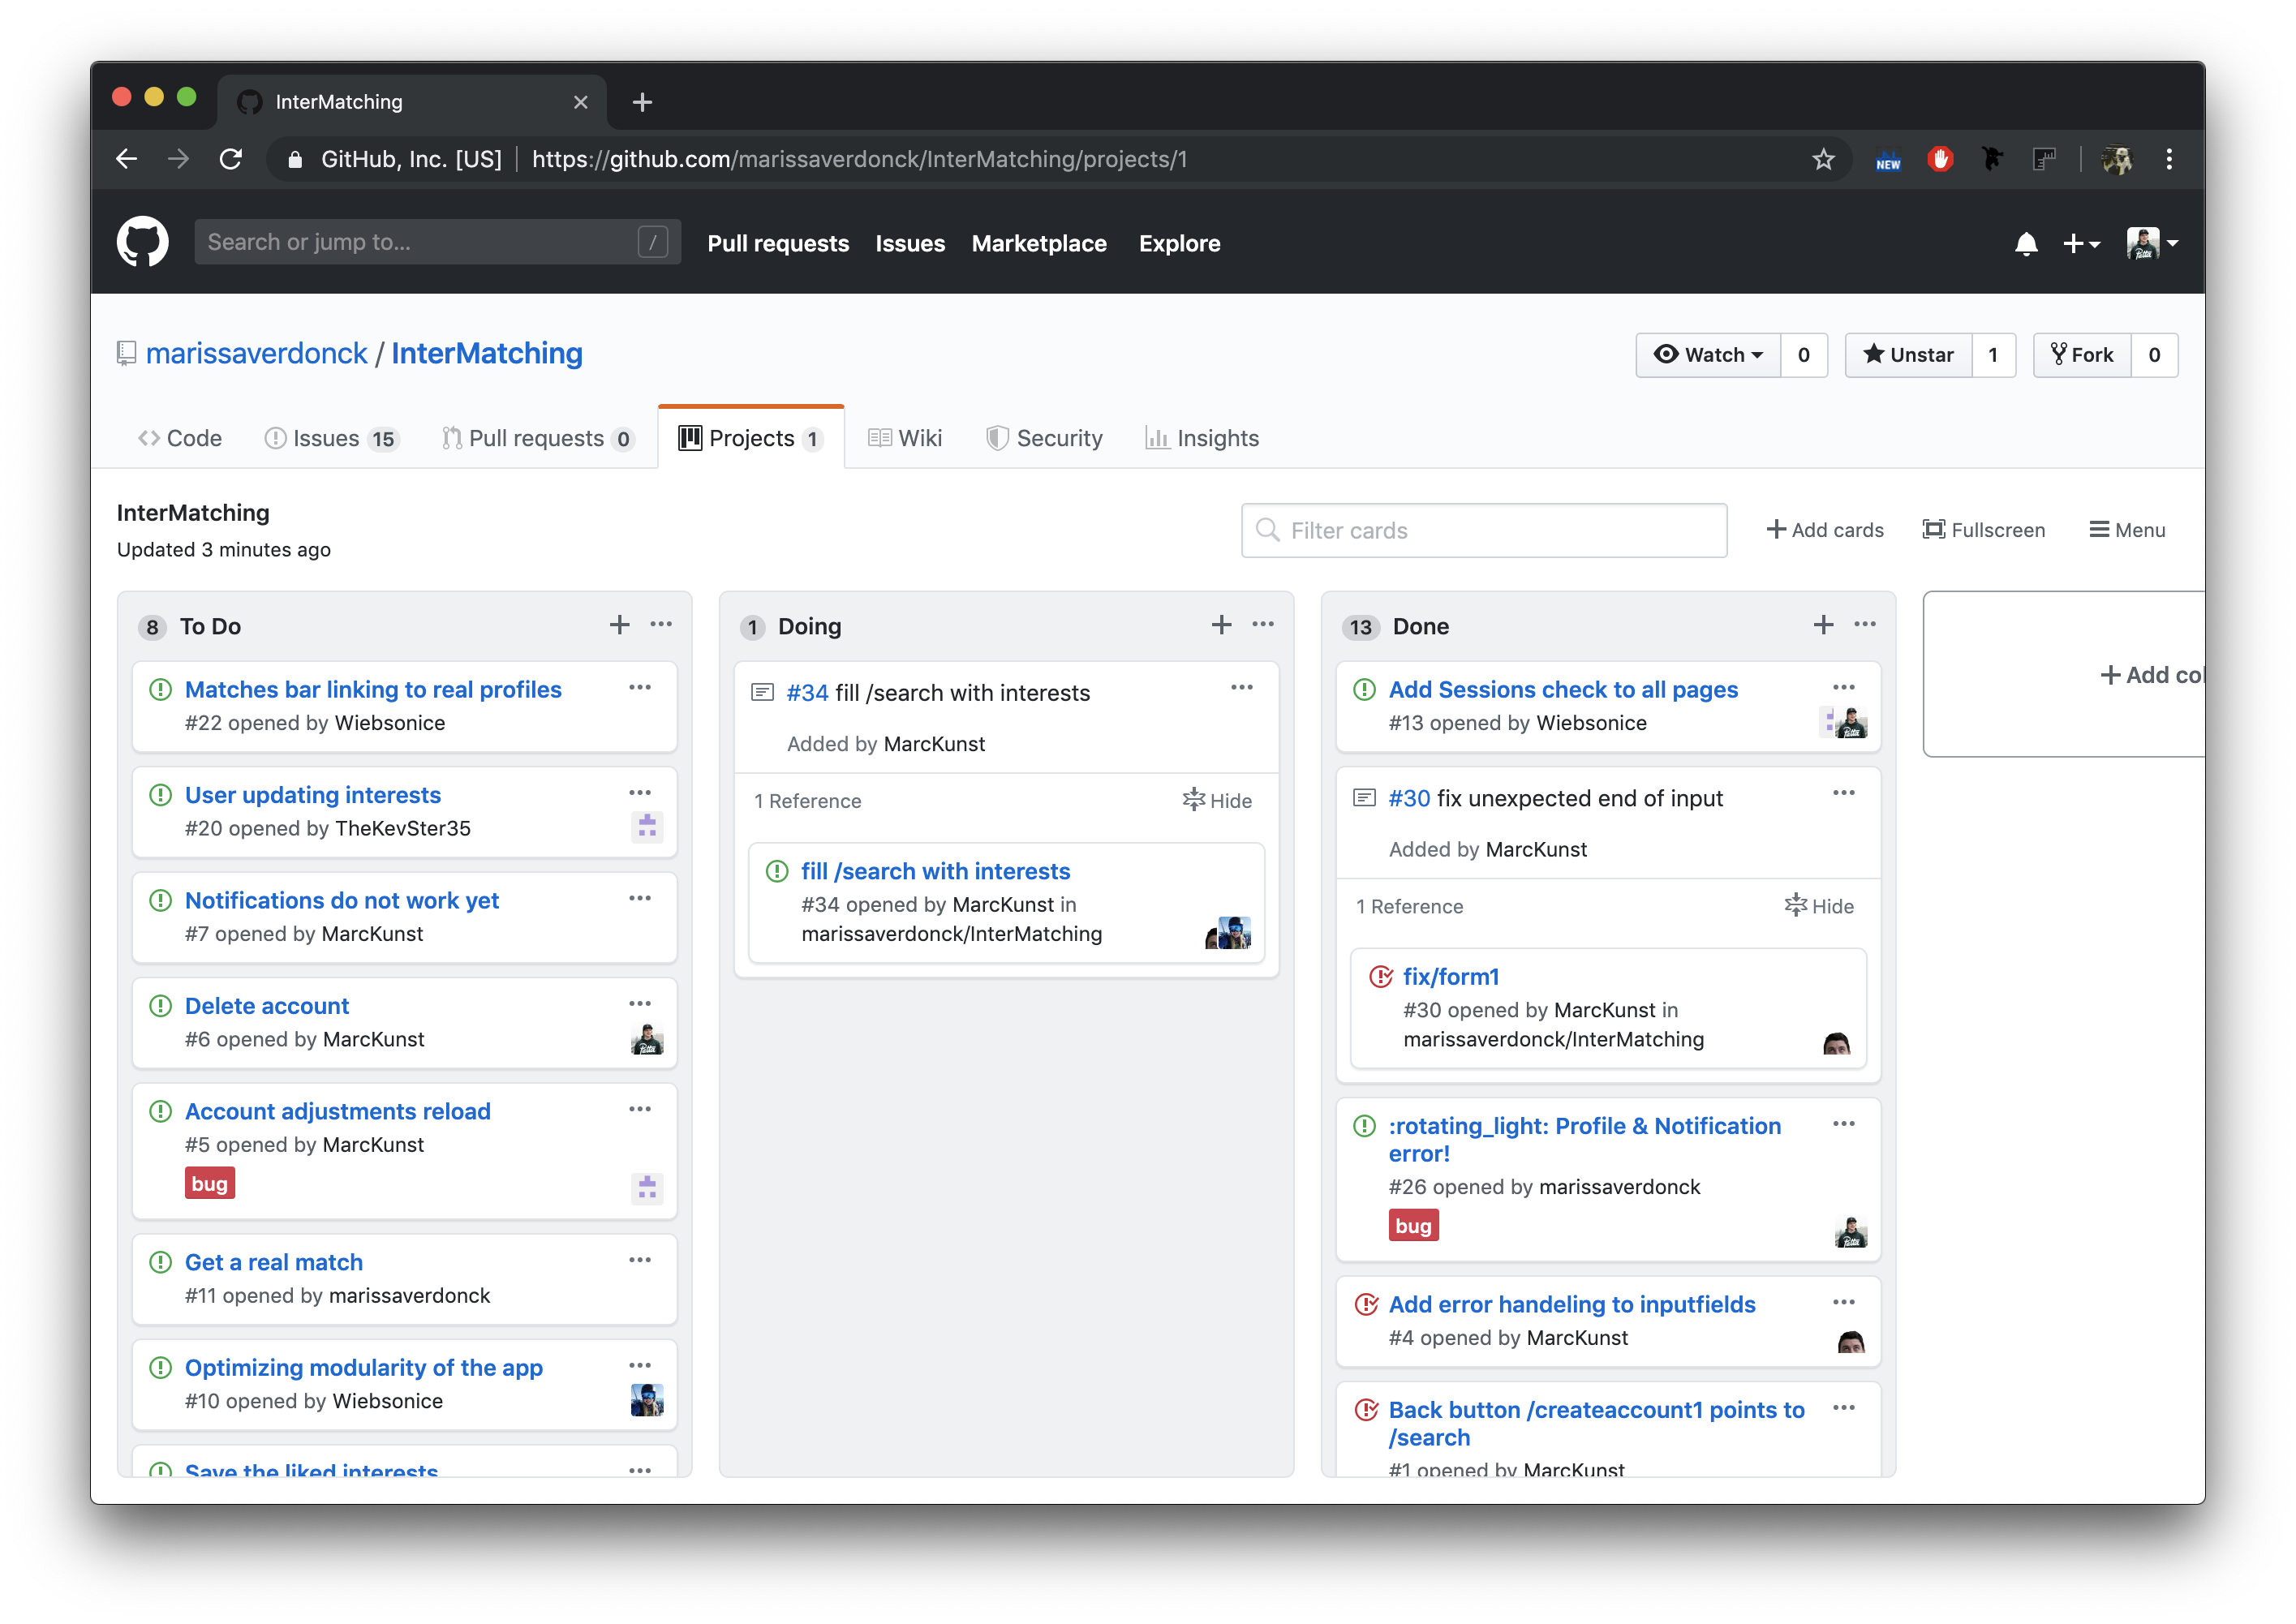 InterMatching
GitHub, Inc. [US] | https://github.com/marissaverdonck/InterMatching/projects/1
NEW
Search or jump to... /
Pull requests Issues Marketplace Explore
marissaverdonck / InterMatching
Watch 0 Unstar 1 Fork 0
Code Issues 15 Pull requests 0 Projects 1 Wiki Security Insights
InterMatching
Updated 3 minutes ago
Filter cards
Add cards Fullscreen Menu
8 To Do
Matches bar linking to real profiles
#22 opened by Wiebsonice
User updating interests
#20 opened by TheKevSter35
Notifications do not work yet
#7 opened by MarcKunst
Delete account
#6 opened by MarcKunst
Account adjustments reload
#5 opened by MarcKunst
bug
Get a real match
#11 opened by marissaverdonck
Optimizing modularity of the app
#10 opened by Wiebsonice
Save the liked interests
1 Doing
#34 fill /search with interests
Added by MarcKunst
1 Reference Hide
fill /search with interests
#34 opened by MarcKunst in
marissaverdonck/InterMatching
13 Done
Add Sessions check to all pages
#13 opened by Wiebsonice
#30 fix unexpected end of input
Added by MarcKunst
1 Reference Hide
fix/form1
#30 opened by MarcKunst in
marissaverdonck/InterMatching
:rotating_light: Profile & Notification
error!
#26 opened by marissaverdonck
bug
Add error handeling to inputfields
#4 opened by MarcKunst
Back button /createaccount1 points to
/search
#1 opened by MarcKunst
Add col